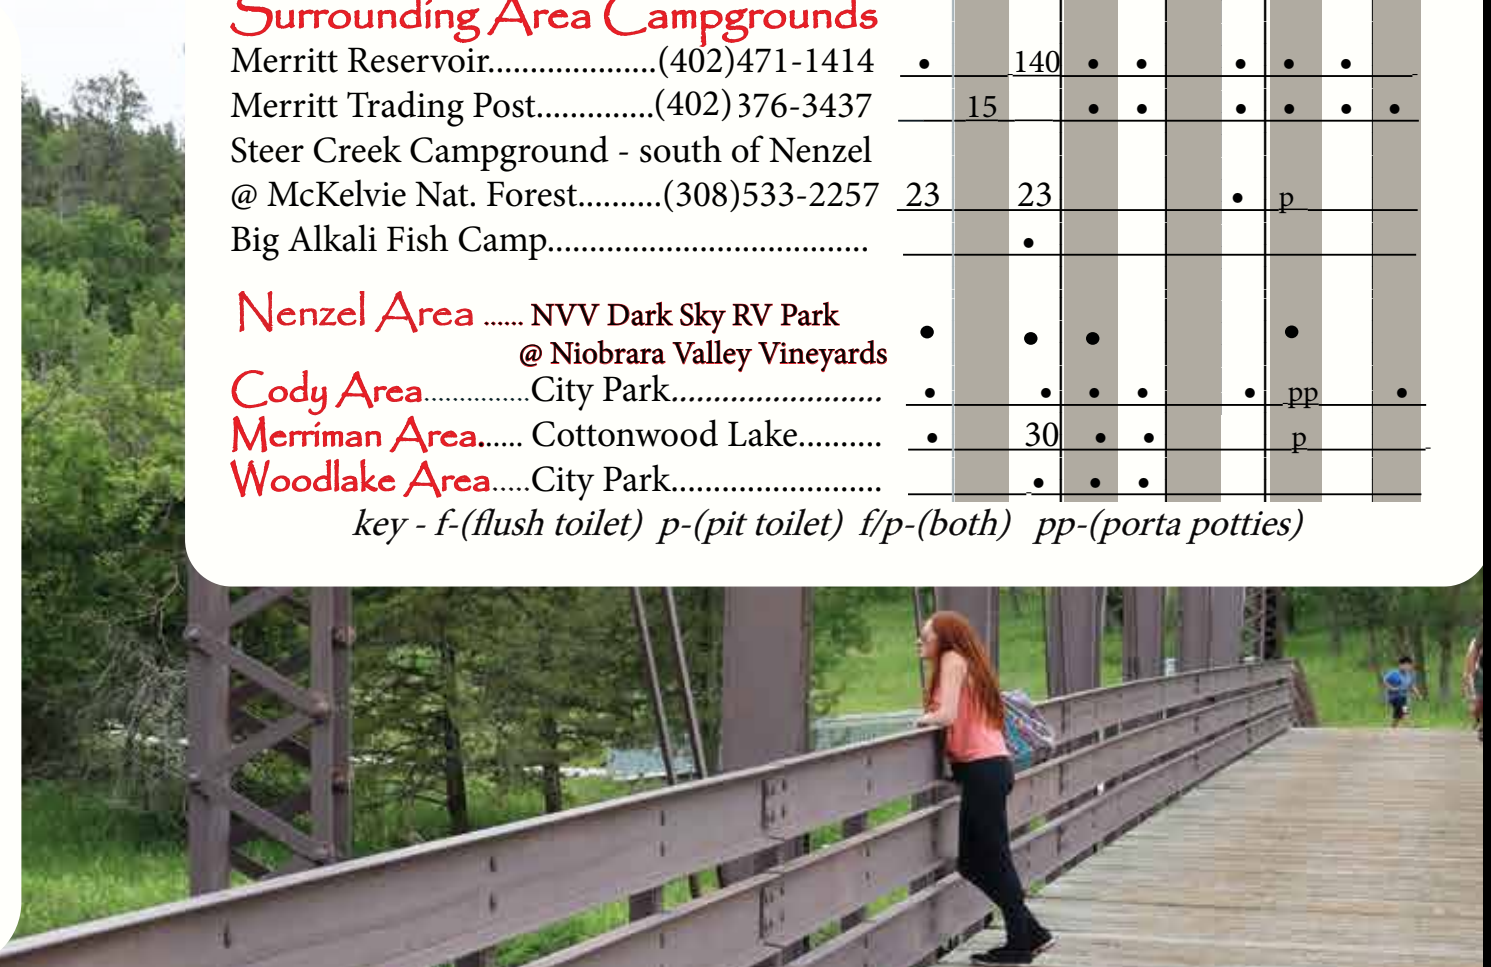 Surrounding Area Campgrounds
Merritt Reservoir....................(402)471-1414 • 140 • • • • •
Merritt Trading Post..............(402)376-3437 15 • • • • • •
Steer Creek Campground - south of Nenzel
@ McKelvie Nat. Forest..........(308)533-2257 23 23 • p
Big Alkali Fish Camp...................................... •
Nenzel Area ...... NVV Dark Sky RV Park
@ Niobrara Valley Vineyards • • • •
Cody Area...............City Park......................... • • • • • pp •
Merriman Area...... Cottonwood Lake.......... • 30 • • p
Woodlake Area.....City Park......................... • • •
key - f-(flush toilet) p-(pit toilet) f/p-(both) pp-(porta potties)